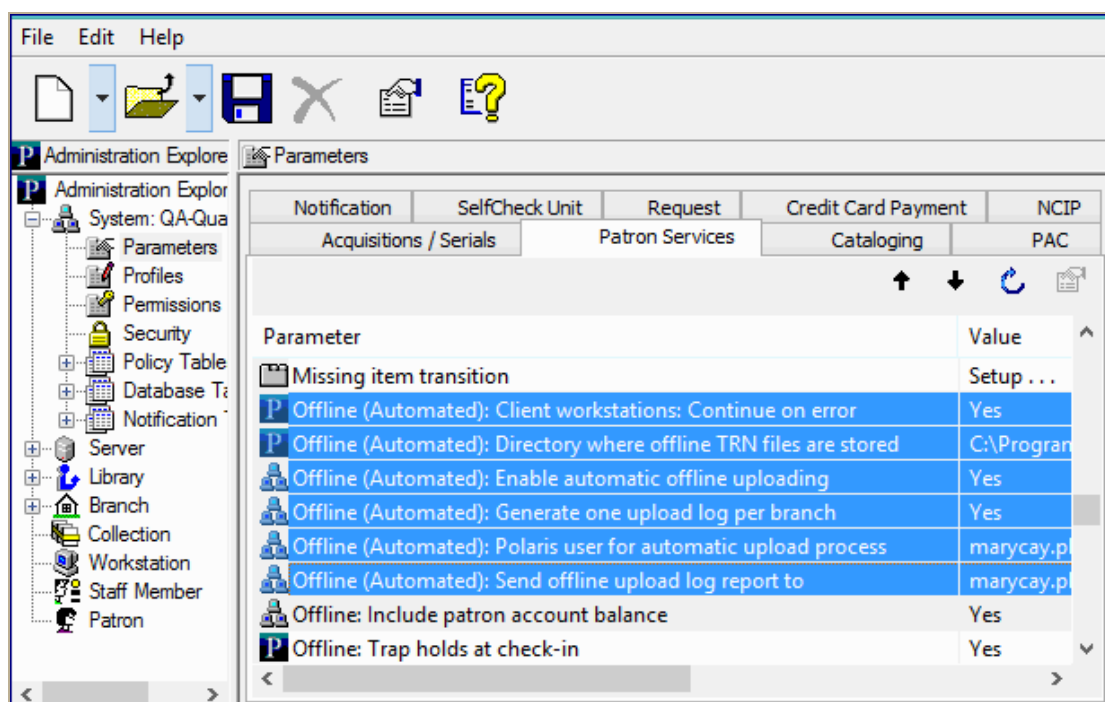 File Edit Help
Administration Explore
Parameters
Administration Explor
System: QA-Qua
Parameters
Profiles
Permissions
Security
Policy Table
Database Ta
Notification T
Server
Library
Branch
Collection
Workstation
Staff Member
Patron
Notification SelfCheck Unit Request Credit Card Payment NCIP
Acquisitions / Serials Patron Services Cataloging PAC
Parameter Value
Missing item transition Setup . . .
Offline (Automated): Client workstations: Continue on error Yes
Offline (Automated): Directory where offline TRN files are stored C:\Program
Offline (Automated): Enable automatic offline uploading Yes
Offline (Automated): Generate one upload log per branch Yes
Offline (Automated): Polaris user for automatic upload process marycay.pl
Offline (Automated): Send offline upload log report to marycay.pl
Offline: Include patron account balance Yes
Offline: Trap holds at check-in Yes